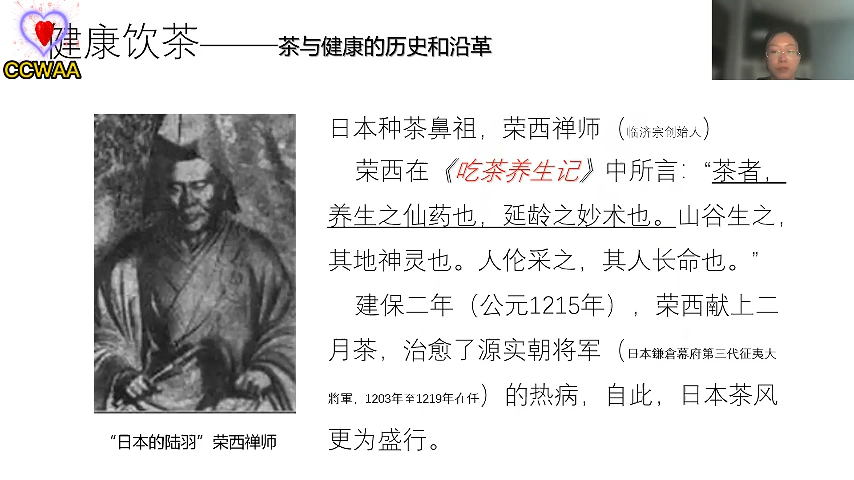 健康饮茶———茶与健康的历史和沿革
CCWAA
日本种茶鼻祖，荣西禅师（临济宗创始人）
荣西在《吃茶养生记》中所言：“茶者，
养生之仙药也，延龄之妙术也。山谷生之，
其地神灵也。人伦采之，其人长命也。”
建保二年（公元1215年），荣西献上二
月茶，治愈了源实朝将军（日本鎌倉幕府第三代征夷大
將軍，1203年至1219年在任）的热病，自此，日本茶风
更为盛行。
“日本的陆羽”荣西禅师